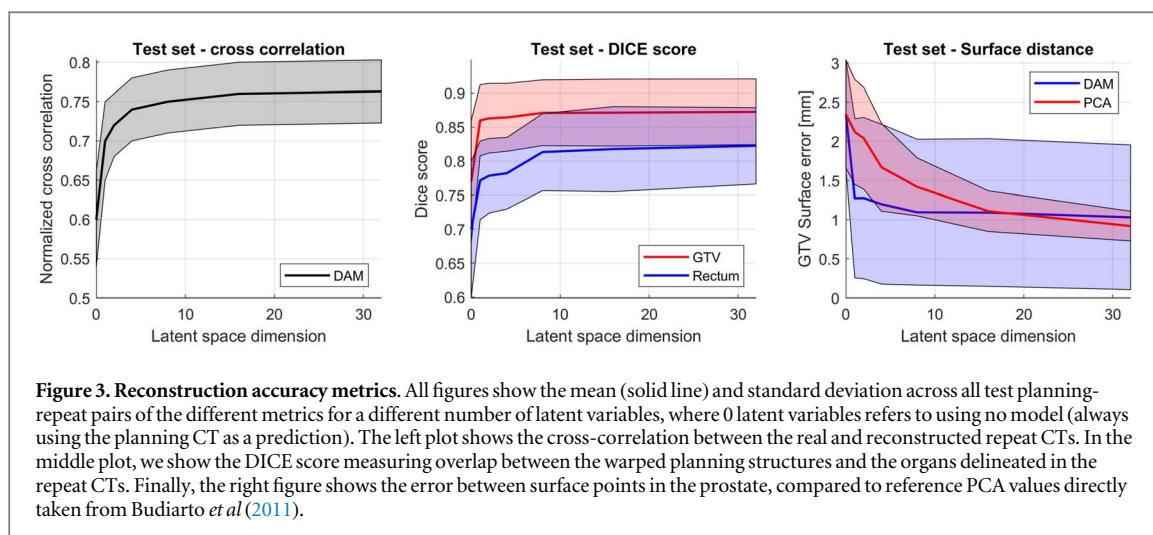 Test set - cross correlation
Normalized cross correlation
0.8
0.75
0.7
0.65
0.6
0.55
0.5
DAM
0 10 20 30
Latent space dimension
Test set - DICE score
Dice score
0.9
0.85
0.8
0.75
0.7
0.65
0.6
GTV
Rectum
0 10 20 30
Latent space dimension
Test set - Surface distance
GTV Surface error [mm]
3
2.5
2
1.5
1
0.5
0
DAM
PCA
0 10 20 30
Latent space dimension
Figure 3. Reconstruction accuracy metrics. All figures show the mean (solid line) and standard deviation across all test planning-
repeat pairs of the different metrics for a different number of latent variables, where 0 latent variables refers to using no model (always
using the planning CT as a prediction). The left plot shows the cross-correlation between the real and reconstructed repeat CTs. In the
middle plot, we show the DICE score measuring overlap between the warped planning structures and the organs delineated in the
repeat CTs. Finally, the right figure shows the error between surface points in the prostate, compared to reference PCA values directly
taken from Budiarto et al (2011).